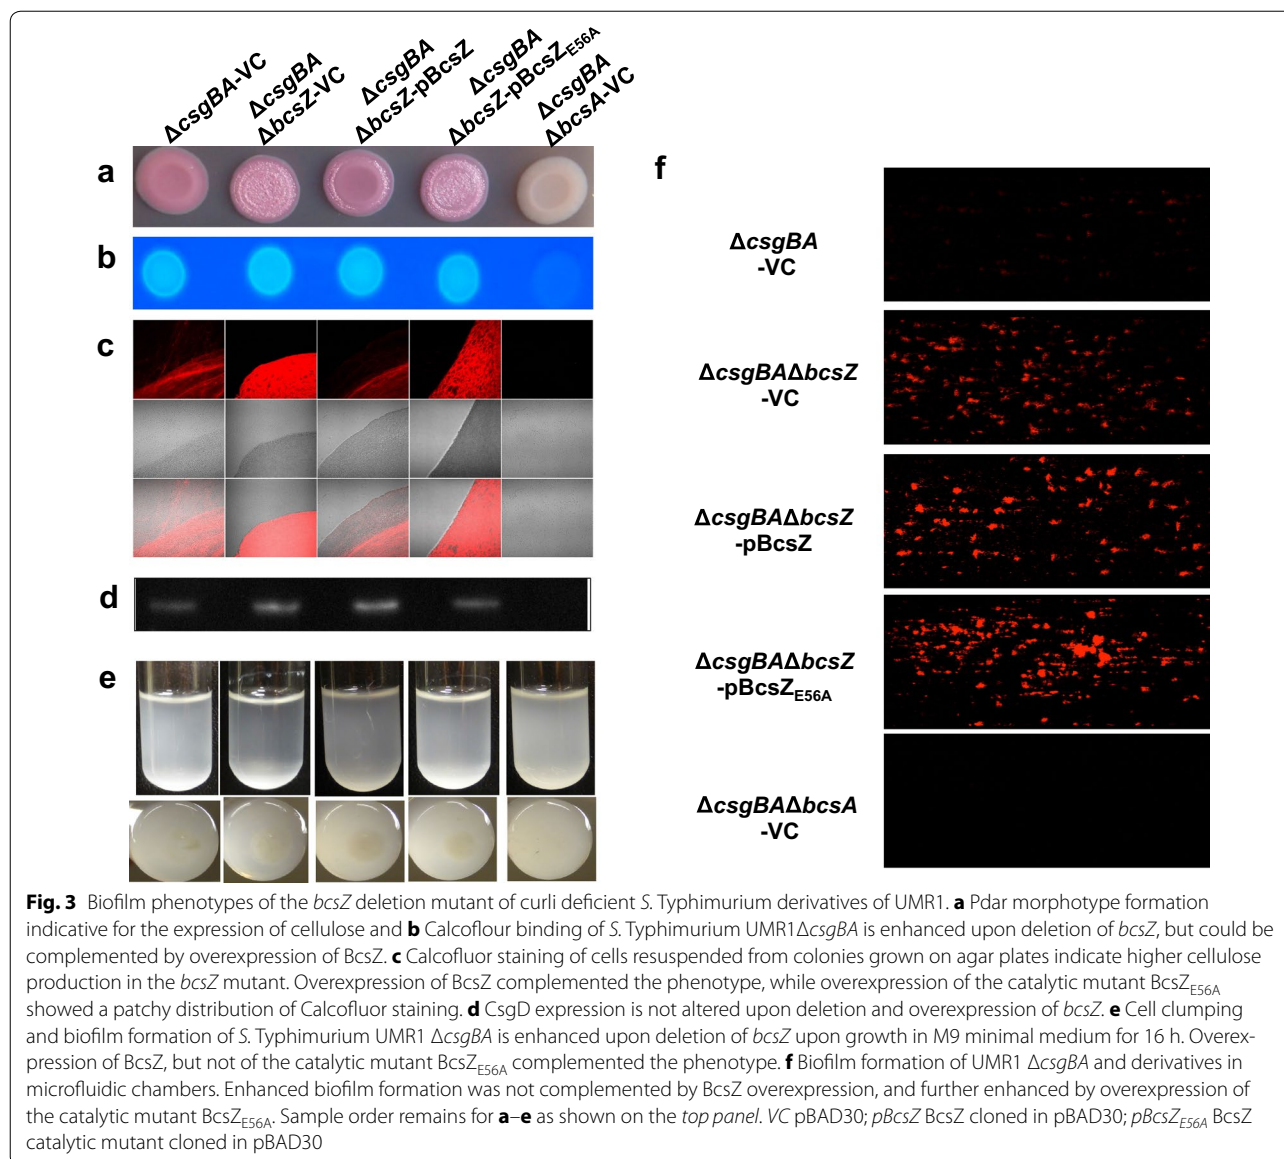 ΔcsgBA-VC
ΔcsgBA
ΔbcsZ-VC
ΔcsgBA
ΔbcsZ-pBcsZ
ΔcsgBA
ΔbcsZ-pBcsZE56A
ΔcsgBA
ΔbcsA-VC
a
b
c
d
e
f
ΔcsgBA
-VC
ΔcsgBAΔbcsZ
-VC
ΔcsgBAΔbcsZ
-pBcsZ
ΔcsgBAΔbcsZ
-pBcsZE56A
ΔcsgBAΔbcsA
-VC
Fig. 3 Biofilm phenotypes of the bcsZ deletion mutant of curli deficient S. Typhimurium derivatives of UMR1. a Pdar morphotype formation
indicative for the expression of cellulose and b Calcoflour binding of S. Typhimurium UMR1ΔcsgBA is enhanced upon deletion of bcsZ, but could be
complemented by overexpression of BcsZ. c Calcofluor staining of cells resuspended from colonies grown on agar plates indicate higher cellulose
production in the bcsZ mutant. Overexpression of BcsZ complemented the phenotype, while overexpression of the catalytic mutant BcsZE56A
showed a patchy distribution of Calcofluor staining. d CsgD expression is not altered upon deletion and overexpression of bcsZ. e Cell clumping
and biofilm formation of S. Typhimurium UMR1 ΔcsgBA is enhanced upon deletion of bcsZ upon growth in M9 minimal medium for 16 h. Overex-
pression of BcsZ, but not of the catalytic mutant BcsZE56A complemented the phenotype. f Biofilm formation of UMR1 ΔcsgBA and derivatives in
microfluidic chambers. Enhanced biofilm formation was not complemented by BcsZ overexpression, and further enhanced by overexpression of
the catalytic mutant BcsZE56A. Sample order remains for a–e as shown on the top panel. VC pBAD30; pBcsZ BcsZ cloned in pBAD30; pBcsZE56A BcsZ
catalytic mutant cloned in pBAD30